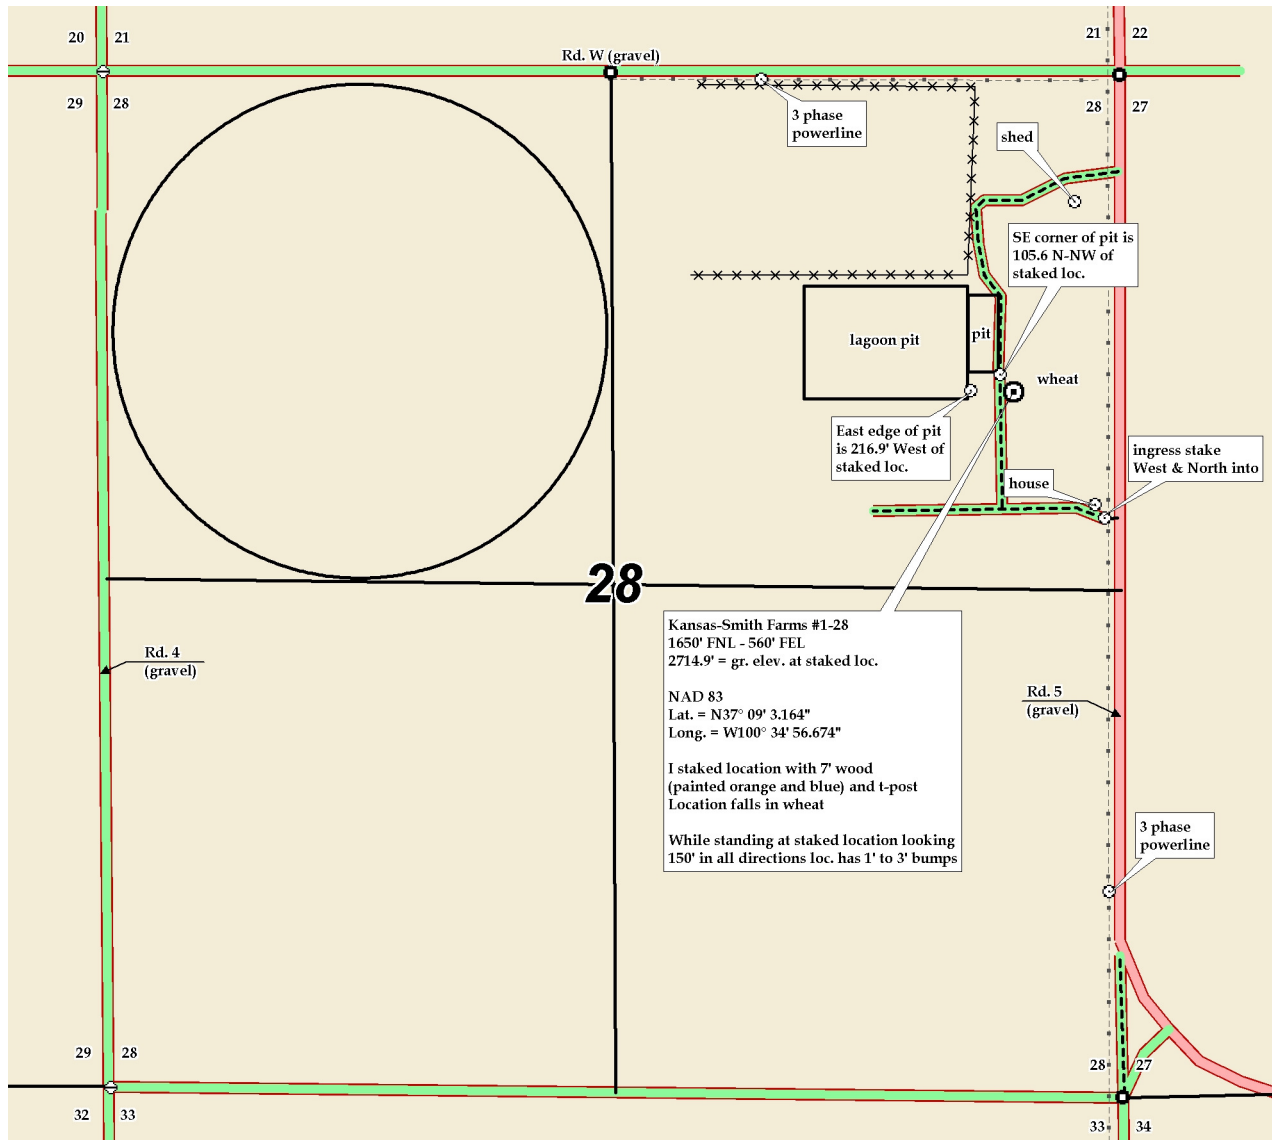 20 21
21 22
Rd. W (gravel)
29 28
28 27
3 phase
powerline
shed
SE corner of pit is
105.6 N-NW of
staked loc.
lagoon pit
pit
wheat
East edge of pit
is 216.9' West of
staked loc.
ingress stake
West & North into
house
28
Kansas-Smith Farms #1-28
1650' FNL - 560' FEL
2714.9' = gr. elev. at staked loc.
NAD 83
Lat. = N37° 09' 3.164"
Long. = W100° 34' 56.674"
I staked location with 7' wood
(painted orange and blue) and t-post
Location falls in wheat
While standing at staked location looking
150' in all directions loc. has 1' to 3' bumps
Rd. 4
(gravel)
Rd. 5
(gravel)
3 phase
powerline
29 28
28 27
32 33
33 34